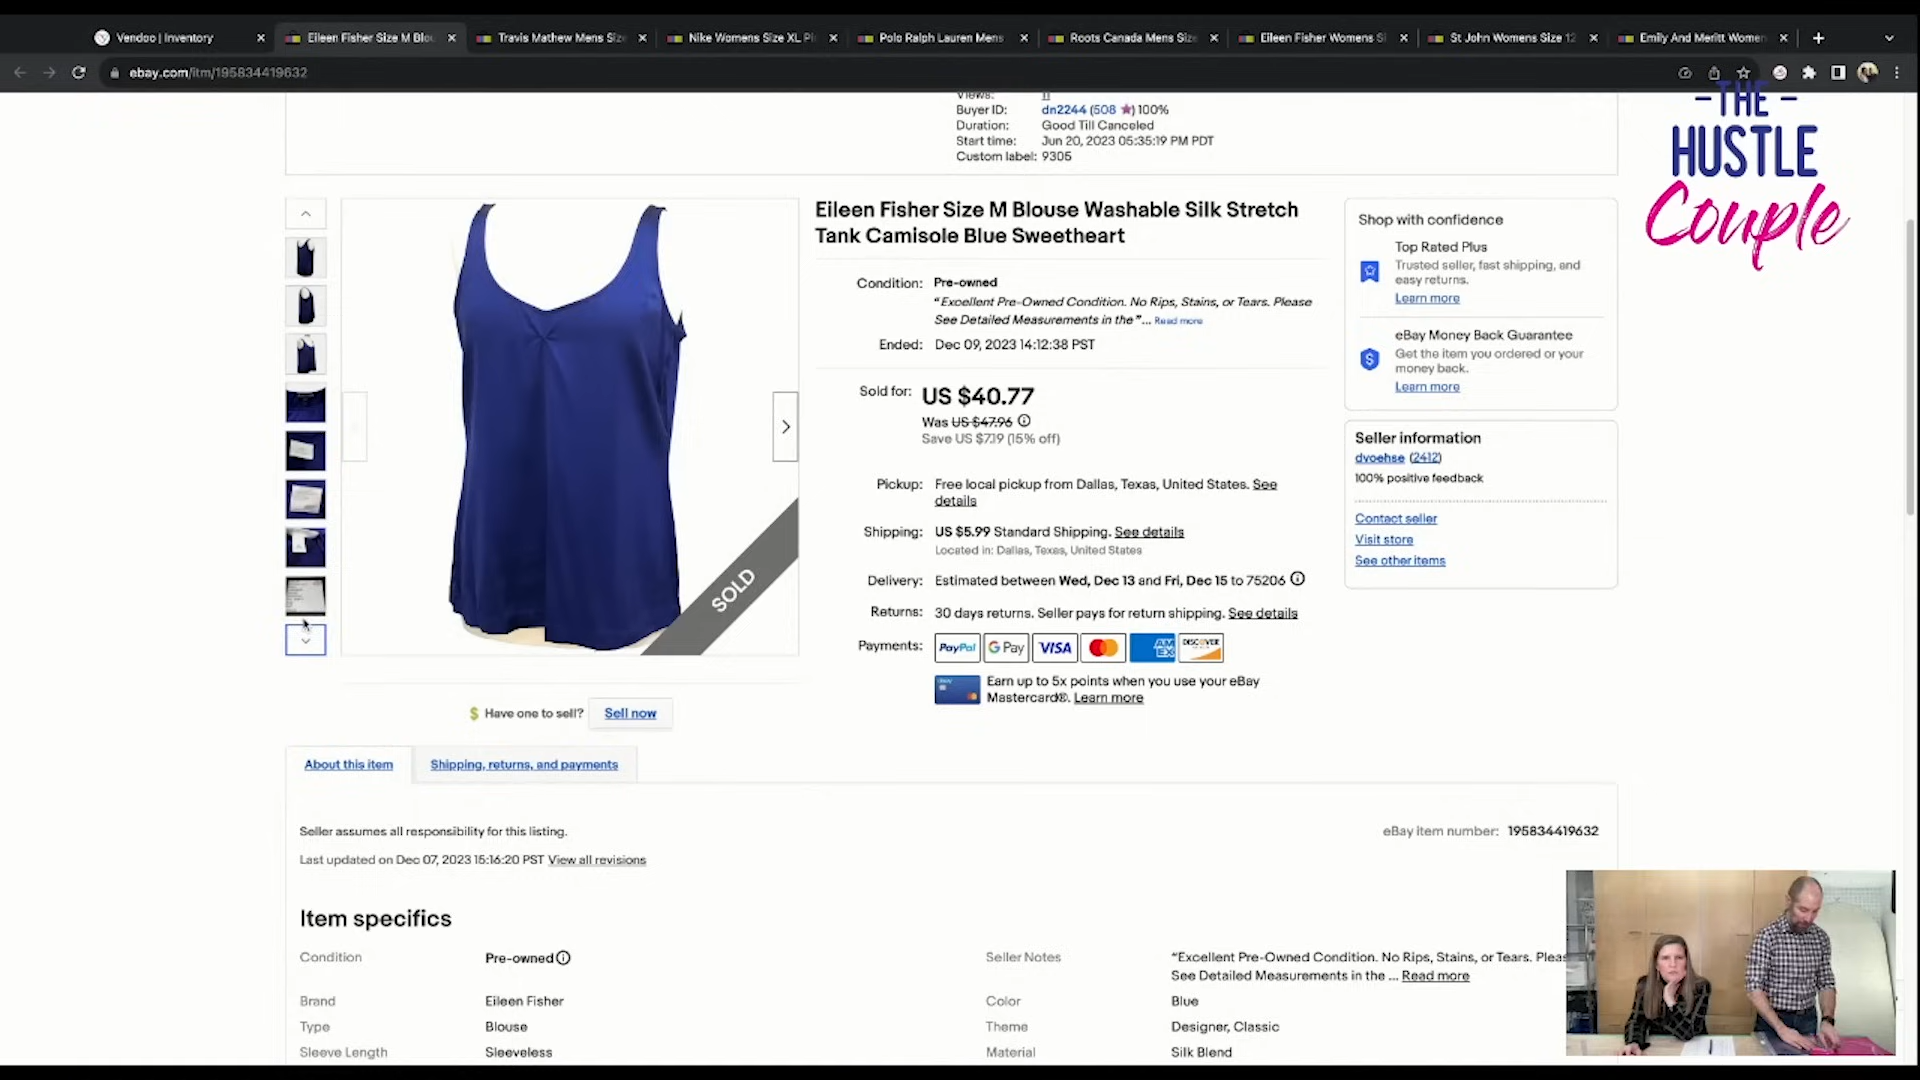 Vendoo | Inventory
Eileen Fisher Size M Blou
Travis Mathew Mens Size
Nike Womens Size XL Pi
Polo Ralph Lauren Mens
Roots Canada Mens Size
Eileen Fisher Womens Si
St John Womens Size 12
Emily And Meritt Women
ebay.com/itm/195834419632
- THE -
HUSTLE
Couple
Views: 11
Buyer ID: dn2244 (508 ) 100%
Duration: Good Till Canceled
Start time: Jun 20, 2023 05:35:19 PM PDT
Custom label: 9305
Eileen Fisher Size M Blouse Washable Silk Stretch
Tank Camisole Blue Sweetheart
Condition: Pre-owned
"Excellent Pre-Owned Condition. No Rips, Stains, or Tears. Please
See Detailed Measurements in the"... Read more
Ended: Dec 09, 2023 14:12:38 PST
Sold for: US $40.77
Was US $47.96
Save US $7.19 (15% off)
Pickup: Free local pickup from Dallas, Texas, United States. See
details
Shipping: US $5.99 Standard Shipping. See details
Located in: Dallas, Texas, United States
Delivery: Estimated between Wed, Dec 13 and Fri, Dec 15 to 75206
Returns: 30 days returns. Seller pays for return shipping. See details
Payments: PayPal G Pay VISA AM EX DISCOVER
Earn up to 5x points when you use your eBay
Mastercard®. Learn more
Shop with confidence
Top Rated Plus
Trusted seller, fast shipping, and
easy returns.
Learn more
eBay Money Back Guarantee
Get the item you ordered or your
money back.
Learn more
Seller information
dvoehse (2412)
100% positive feedback
Contact seller
Visit store
See other items
SOLD
$ Have one to sell? Sell now
About this item
Shipping, returns, and payments
Seller assumes all responsibility for this listing.
eBay item number: 195834419632
Last updated on Dec 07, 2023 15:16:20 PST View all revisions
Item specifics
Condition Pre-owned
Seller Notes "Excellent Pre-Owned Condition. No Rips, Stains, or Tears. Pleas
See Detailed Measurements in the ... Read more
Brand Eileen Fisher
Color Blue
Type Blouse
Theme Designer, Classic
Sleeve Length Sleeveless
Material Silk Blend